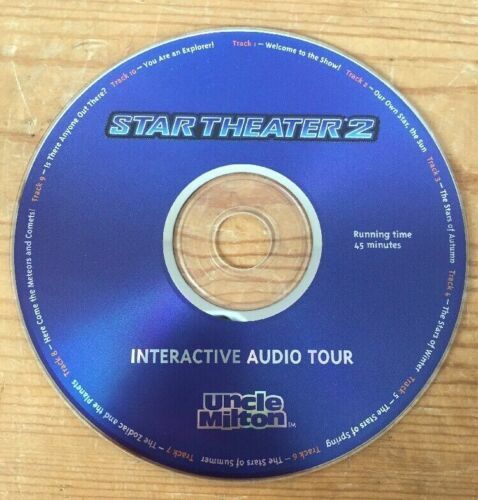 Track 1 – Welcome to the Show!
Track 2 – Our Own Star, the Sun
Track 3 – The Stars of Autumn
Track 4 – The Stars of Winter
Track 5 – The Stars of Spring
Track 6 – The Stars of Summer
Track 7 – The Zodiac and the Planets
Track 8 – Here Come the Meteors and Comets!
Track 9 – Is There Anyone Out There?
Track 10 – You Are an Explorer!
STAR THEATER 2
Running time
45 minutes
INTERACTIVE AUDIO TOUR
uncle
Milton TM